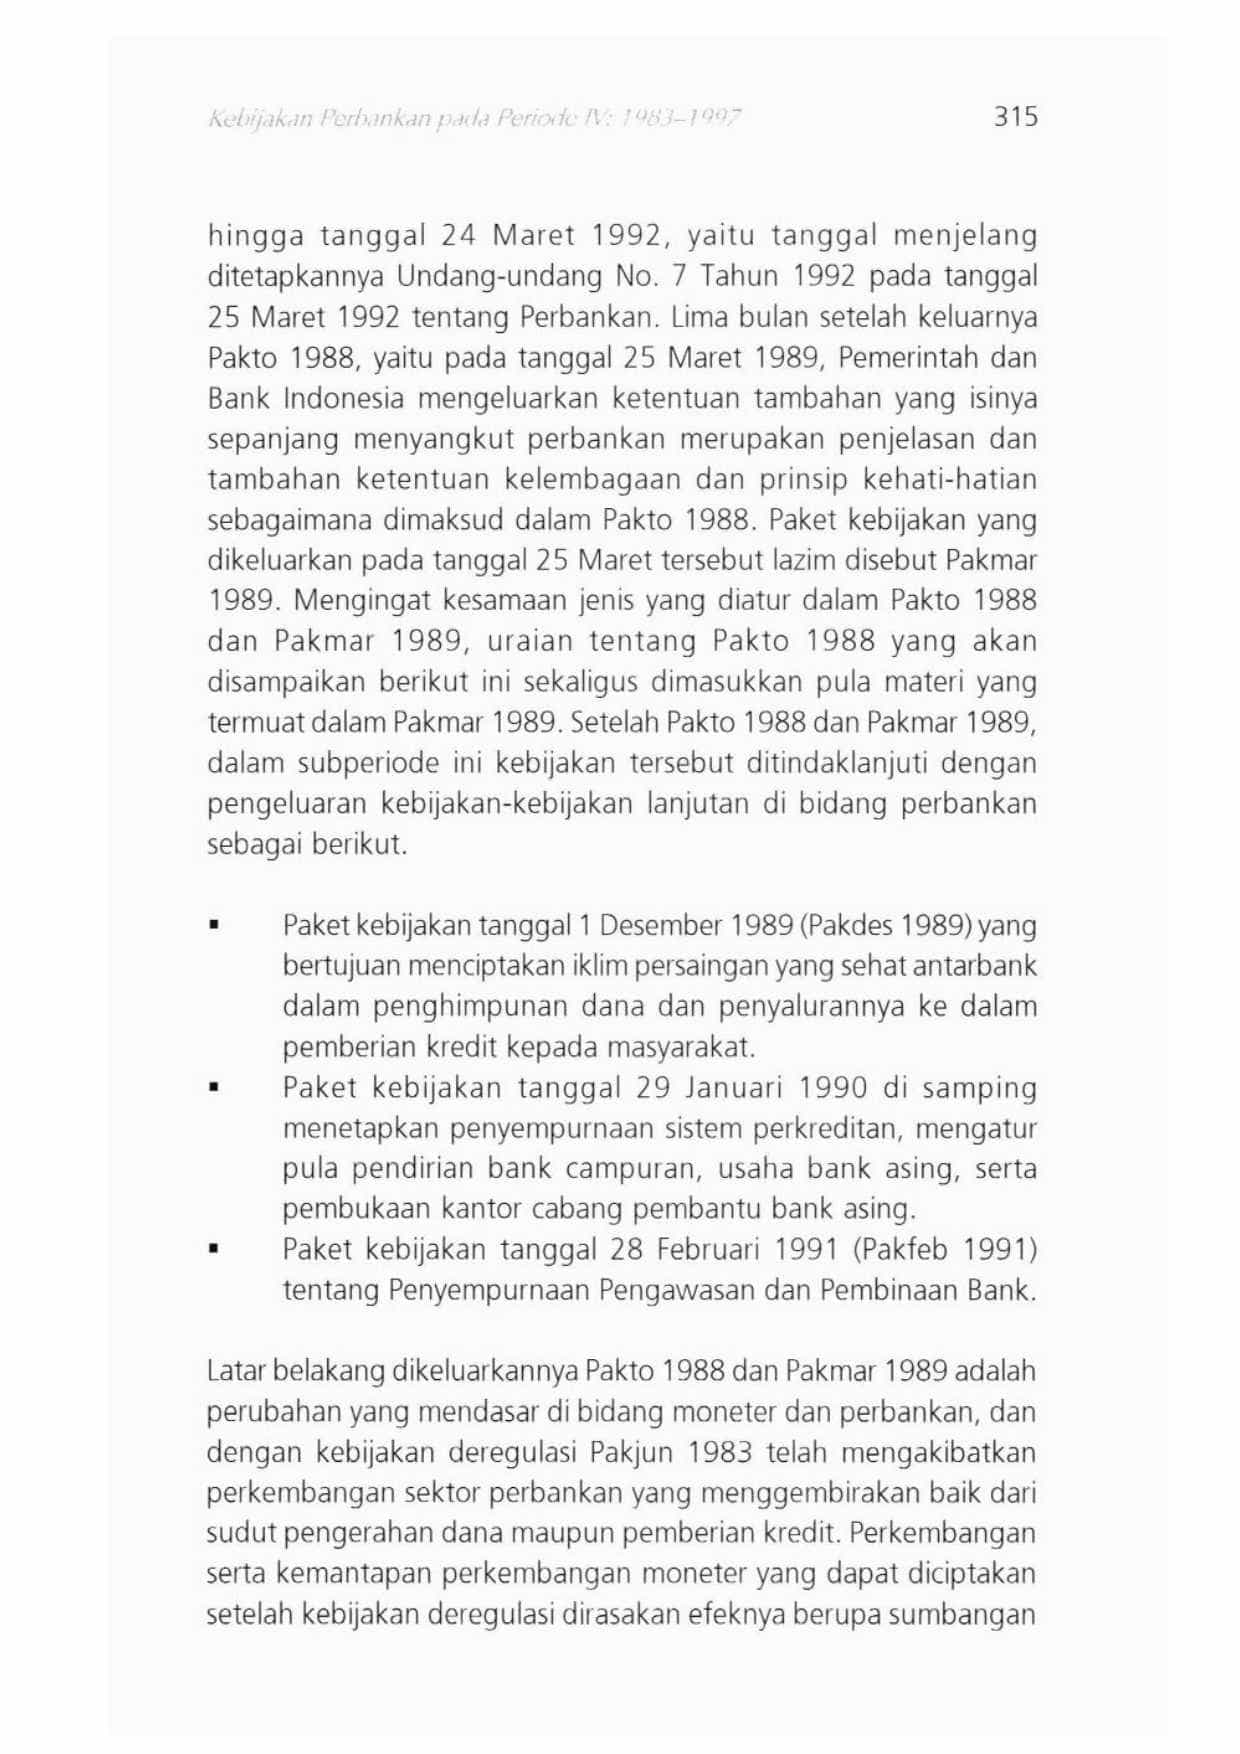 Kebijakan Perbankan pada Periode IV: 1983–1997 315
hingga tanggal 24 Maret 1992, yaitu tanggal menjelang
ditetapkannya Undang-undang No. 7 Tahun 1992 pada tanggal
25 Maret 1992 tentang Perbankan. Lima bulan setelah keluarnya
Pakto 1988, yaitu pada tanggal 25 Maret 1989, Pemerintah dan
Bank Indonesia mengeluarkan ketentuan tambahan yang isinya
sepanjang menyangkut perbankan merupakan penjelasan dan
tambahan ketentuan kelembagaan dan prinsip kehati-hatian
sebagaimana dimaksud dalam Pakto 1988. Paket kebijakan yang
dikeluarkan pada tanggal 25 Maret tersebut lazim disebut Pakmar
1989. Mengingat kesamaan jenis yang diatur dalam Pakto 1988
dan Pakmar 1989, uraian tentang Pakto 1988 yang akan
disampaikan berikut ini sekaligus dimasukkan pula materi yang
termuat dalam Pakmar 1989. Setelah Pakto 1988 dan Pakmar 1989,
dalam subperiode ini kebijakan tersebut ditindaklanjuti dengan
pengeluaran kebijakan-kebijakan lanjutan di bidang perbankan
sebagai berikut.
▪ Paket kebijakan tanggal 1 Desember 1989 (Pakdes 1989) yang
bertujuan menciptakan iklim persaingan yang sehat antarbank
dalam penghimpunan dana dan penyalurannya ke dalam
pemberian kredit kepada masyarakat.
▪ Paket kebijakan tanggal 29 Januari 1990 di samping
menetapkan penyempurnaan sistem perkreditan, mengatur
pula pendirian bank campuran, usaha bank asing, serta
pembukaan kantor cabang pembantu bank asing.
▪ Paket kebijakan tanggal 28 Februari 1991 (Pakfeb 1991)
tentang Penyempurnaan Pengawasan dan Pembinaan Bank.
Latar belakang dikeluarkannya Pakto 1988 dan Pakmar 1989 adalah
perubahan yang mendasar di bidang moneter dan perbankan, dan
dengan kebijakan deregulasi Pakjun 1983 telah mengakibatkan
perkembangan sektor perbankan yang menggembirakan baik dari
sudut pengerahan dana maupun pemberian kredit. Perkembangan
serta kemantapan perkembangan moneter yang dapat diciptakan
setelah kebijakan deregulasi dirasakan efeknya berupa sumbangan